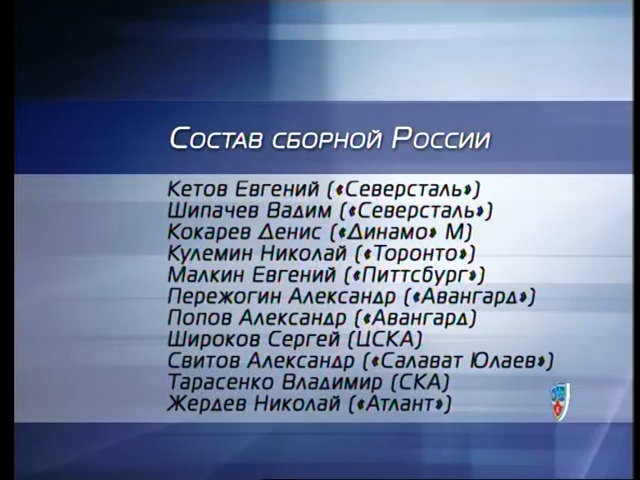 Состав сборной России
Кетов Евгений («Северсталь»)
Шипачев Вадим («Северсталь»)
Кокарев Денис («Динамо» М)
Кулемин Николай («Торонто»)
Малкин Евгений («Питтсбург»)
Пережогин Александр («Авангард»)
Попов Александр («Авангард)
Широков Сергей (ЦСКА)
Свитов Александр («Салават Юлаев»)
Тарасенко Владимир (СКА)
Жердев Николай («Атлант»)